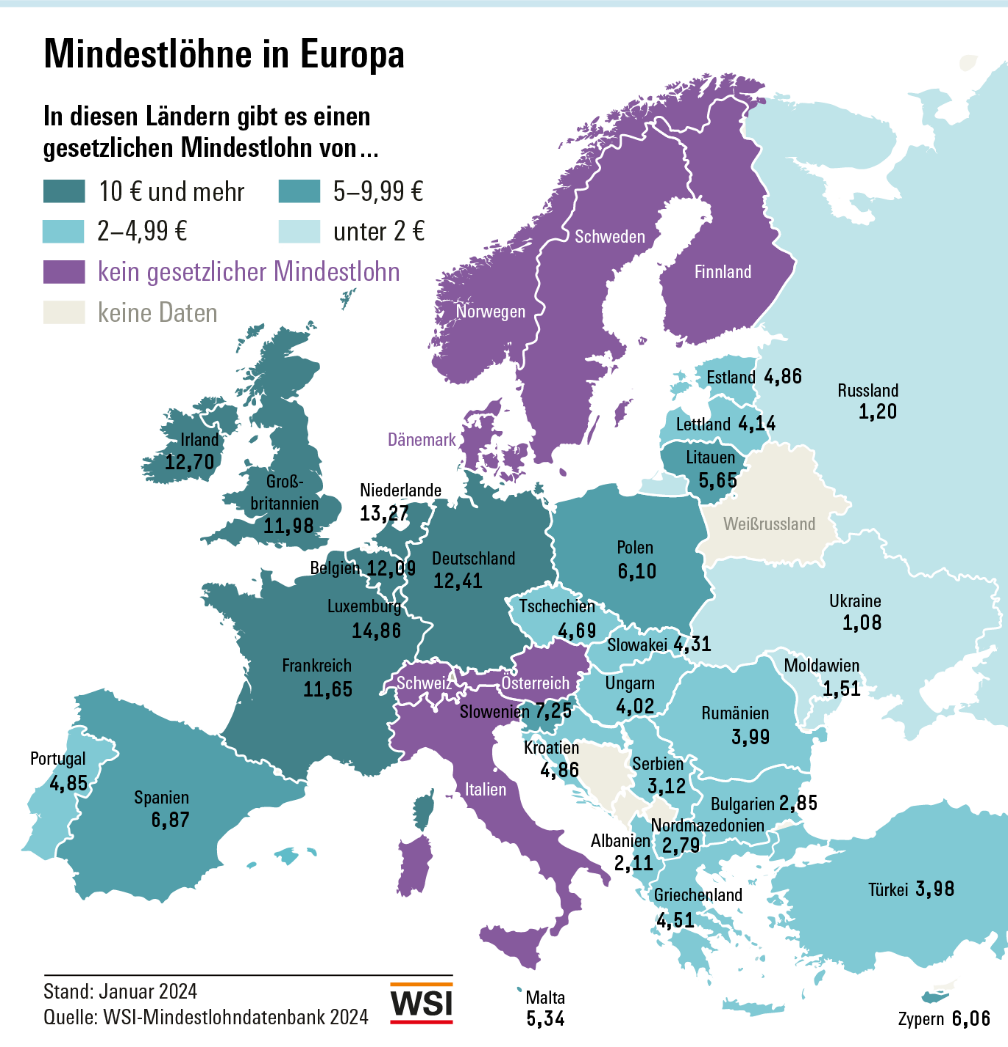 Mindestlöhne in Europa
In diesen Ländern gibt es einen
gesetzlichen Mindestlohn von...
10 € und mehr
5–9,99 €
2–4,99 €
unter 2 €
kein gesetzlicher Mindestlohn
keine Daten
Schweden
Finnland
Norwegen
Estland 4,86
Russland
1,20
Lettland 4,14
Dänemark
Litauen
5,65
Irland
12,70
Groß-
britannien
11,98
Niederlande
13,27
Weißrussland
Belgien 12,09
Deutschland
12,41
Polen
6,10
Luxemburg
14,86
Tschechien
4,69
Ukraine
1,08
Slowakei 4,31
Frankreich
11,65
Schweiz
Österreich
Ungarn
4,02
Moldawien
1,51
Slowenien 7,25
Rumänien
3,99
Kroatien
4,86
Serbien
3,12
Portugal
4,85
Spanien
6,87
Italien
Bulgarien 2,85
Nordmazedonien
2,79
Albanien
2,11
Griechenland
4,51
Türkei 3,98
Malta
5,34
Zypern 6,06
Stand: Januar 2024
Quelle: WSI-Mindestlohndatenbank 2024
WSI